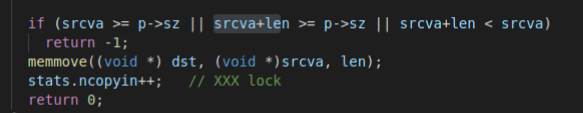 if (srcva >= p->sz || srcva+len >= p->sz || srcva+len < srcva)
return -1;
memmove((void *) dst, (void *)srcva, len);
stats.ncopyin++;   // XXX lock
return 0;